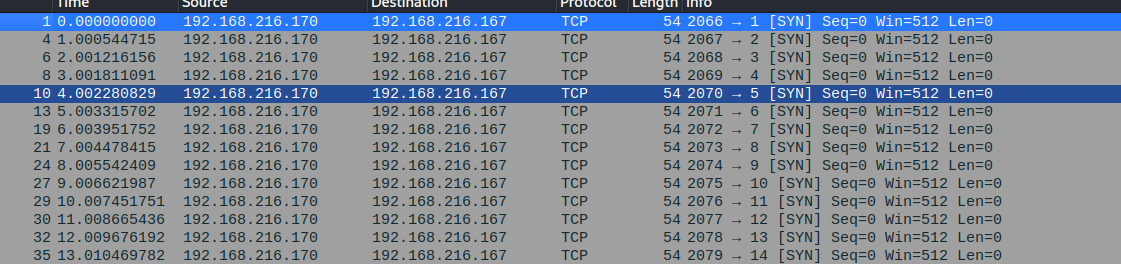 Time Source Destination Protocol Length Info
1 0.000000000 192.168.216.170 192.168.216.167 TCP 54 2066 → 1 [SYN] Seq=0 Win=512 Len=0
4 1.000544715 192.168.216.170 192.168.216.167 TCP 54 2067 → 2 [SYN] Seq=0 Win=512 Len=0
6 2.001216156 192.168.216.170 192.168.216.167 TCP 54 2068 → 3 [SYN] Seq=0 Win=512 Len=0
8 3.001811091 192.168.216.170 192.168.216.167 TCP 54 2069 → 4 [SYN] Seq=0 Win=512 Len=0
10 4.002280829 192.168.216.170 192.168.216.167 TCP 54 2070 → 5 [SYN] Seq=0 Win=512 Len=0
13 5.003315702 192.168.216.170 192.168.216.167 TCP 54 2071 → 6 [SYN] Seq=0 Win=512 Len=0
19 6.003951752 192.168.216.170 192.168.216.167 TCP 54 2072 → 7 [SYN] Seq=0 Win=512 Len=0
21 7.004478415 192.168.216.170 192.168.216.167 TCP 54 2073 → 8 [SYN] Seq=0 Win=512 Len=0
24 8.005542409 192.168.216.170 192.168.216.167 TCP 54 2074 → 9 [SYN] Seq=0 Win=512 Len=0
27 9.006621987 192.168.216.170 192.168.216.167 TCP 54 2075 → 10 [SYN] Seq=0 Win=512 Len=0
29 10.007451751 192.168.216.170 192.168.216.167 TCP 54 2076 → 11 [SYN] Seq=0 Win=512 Len=0
30 11.008665436 192.168.216.170 192.168.216.167 TCP 54 2077 → 12 [SYN] Seq=0 Win=512 Len=0
32 12.009676192 192.168.216.170 192.168.216.167 TCP 54 2078 → 13 [SYN] Seq=0 Win=512 Len=0
35 13.010469782 192.168.216.170 192.168.216.167 TCP 54 2079 → 14 [SYN] Seq=0 Win=512 Len=0